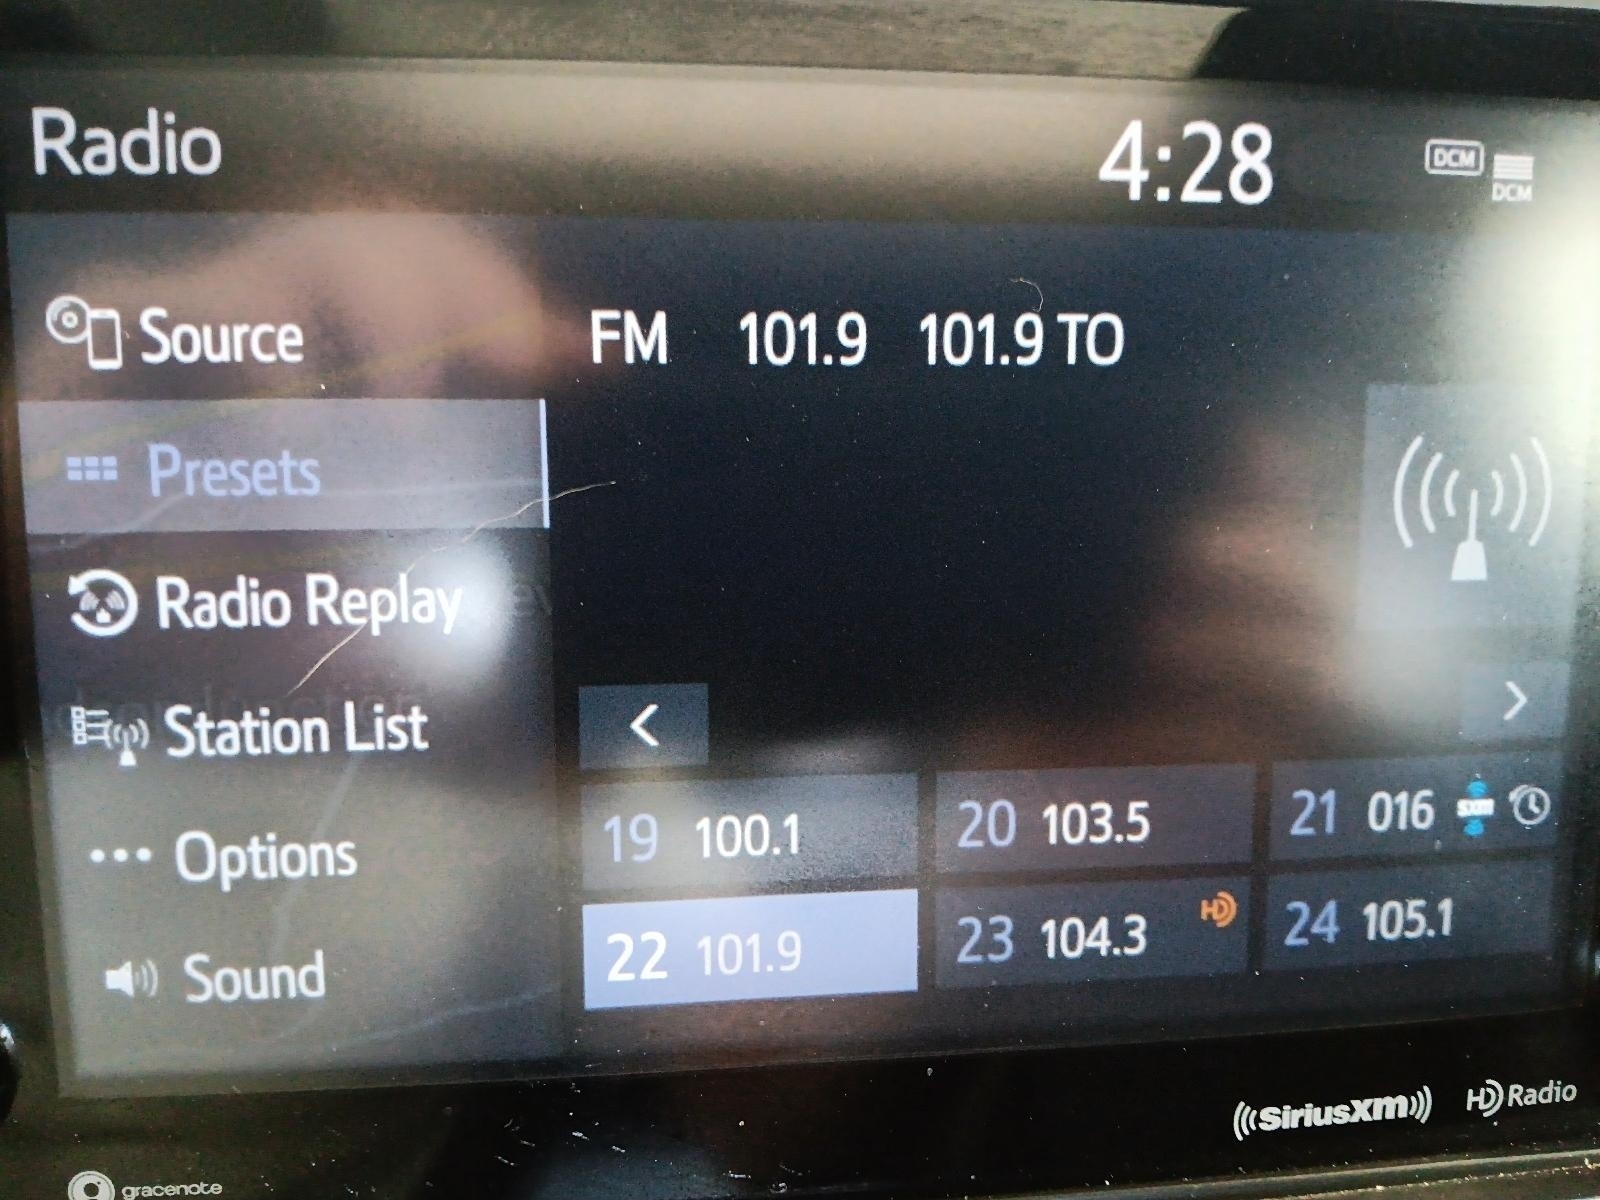 Radio
4:28
DCM
DCM
Source
FM 101.9 101.9 TO
Presets
Radio Replay
Station List
<
>
19 100.1
20 103.5
21 016 sxm
Options
22 101.9
23 104.3 HD
24 105.1
Sound
SiriusXM
HD Radio
gracenote